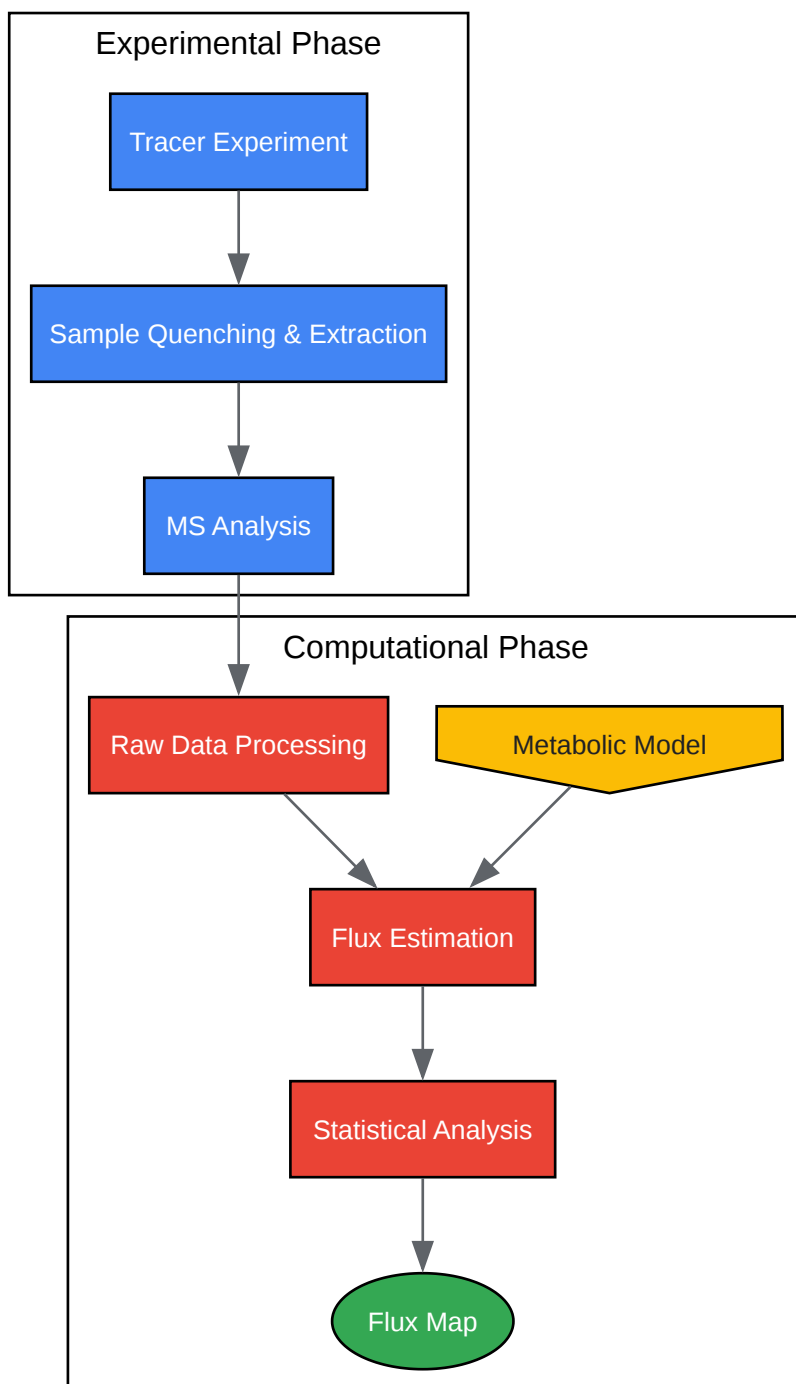 Experimental Phase
Tracer Experiment
Sample Quenching & Extraction
MS Analysis
Computational Phase
Raw Data Processing
Metabolic Model
Flux Estimation
Statistical Analysis
Flux Map